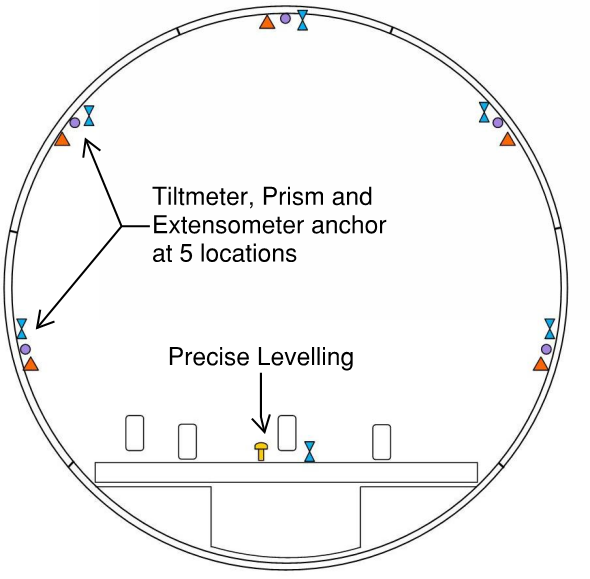 Tiltmeter, Prism and
Extensometer anchor
at 5 locations
Precise Levelling